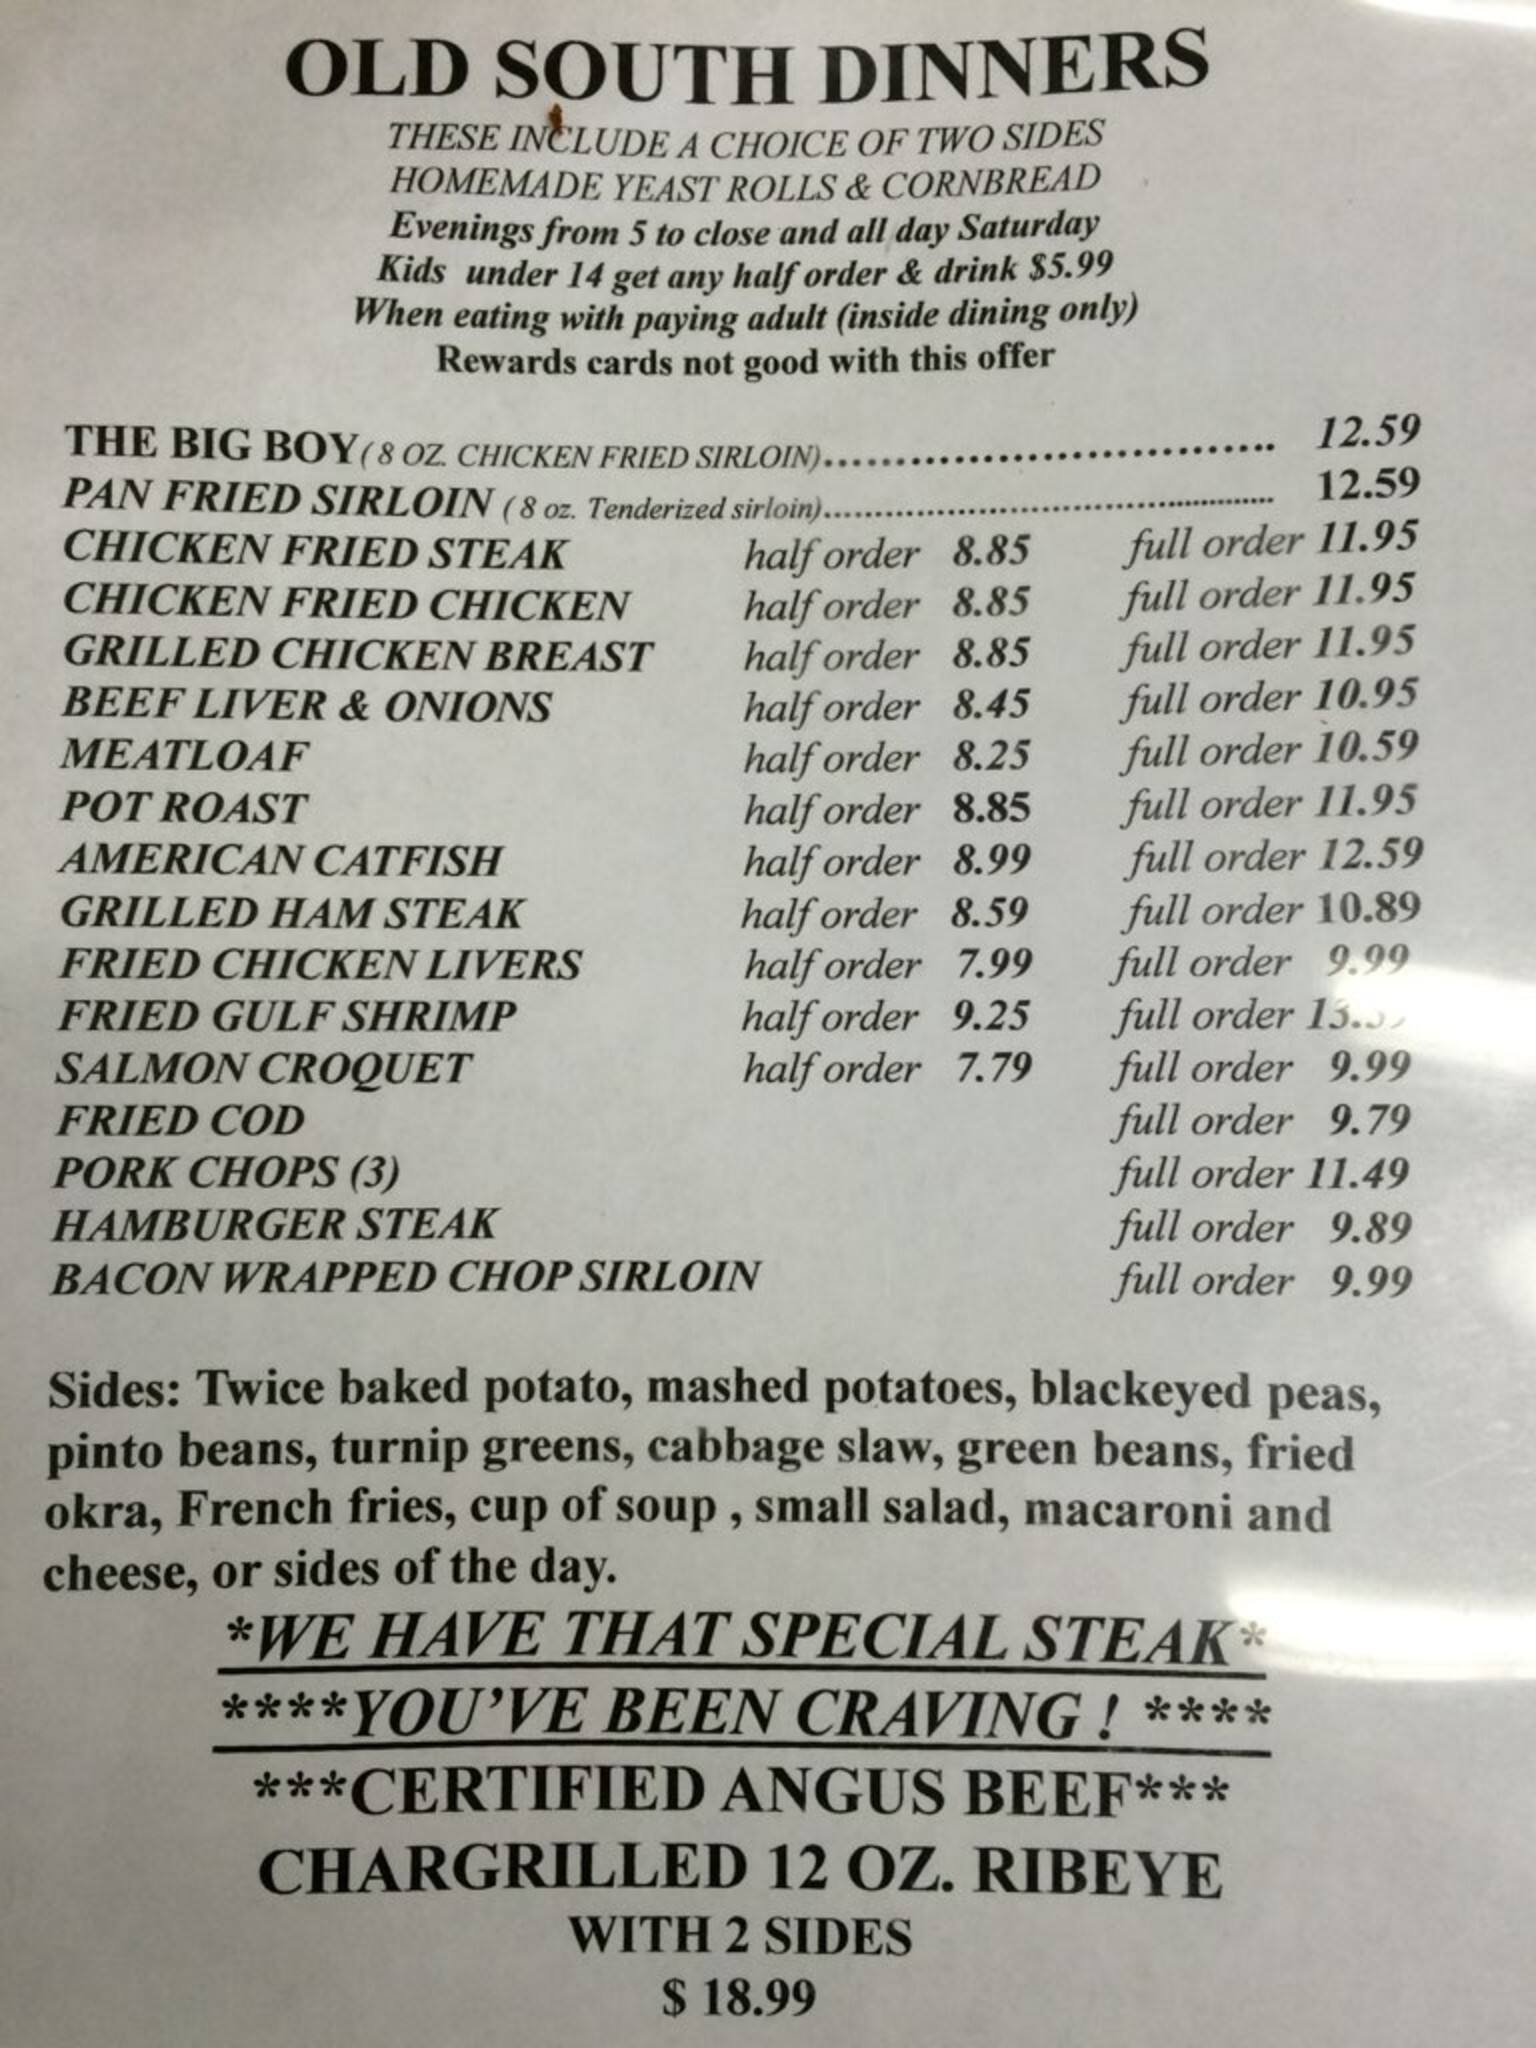 OLD SOUTH DINNERS
THESE INCLUDE A CHOICE OF TWO SIDES
HOMEMADE YEAST ROLLS & CORNBREAD
Evenings from 5 to close and all day Saturday
Kids under 14 get any half order & drink $5.99
When eating with paying adult (inside dining only)
Rewards cards not good with this offer
THE BIG BOY ( 8 OZ. CHICKEN FRIED SIRLOIN)........................................ 12.59
PAN FRIED SIRLOIN ( 8 oz. Tenderized sirloin)........................................ 12.59
CHICKEN FRIED STEAK half order 8.85 full order 11.95
CHICKEN FRIED CHICKEN half order 8.85 full order 11.95
GRILLED CHICKEN BREAST half order 8.85 full order 11.95
BEEF LIVER & ONIONS half order 8.45 full order 10.95
MEATLOAF half order 8.25 full order 10.59
POT ROAST half order 8.85 full order 11.95
AMERICAN CATFISH half order 8.99 full order 12.59
GRILLED HAM STEAK half order 8.59 full order 10.89
FRIED CHICKEN LIVERS half order 7.99 full order 9.99
FRIED GULF SHRIMP half order 9.25 full order
SALMON CROQUET half order 7.79 full order 9.99
FRIED COD full order 9.79
PORK CHOPS (3) full order 11.49
HAMBURGER STEAK full order 9.89
BACON WRAPPED CHOP SIRLOIN full order 9.99
Sides: Twice baked potato, mashed potatoes, blackeyed peas,
pinto beans, turnip greens, cabbage slaw, green beans, fried
okra, French fries, cup of soup , small salad, macaroni and
cheese, or sides of the day.
*WE HAVE THAT SPECIAL STEAK*
****YOU'VE BEEN CRAVING ! ****
***CERTIFIED ANGUS BEEF***
CHARGRILLED 12 OZ. RIBEYE
WITH 2 SIDES
$ 18.99